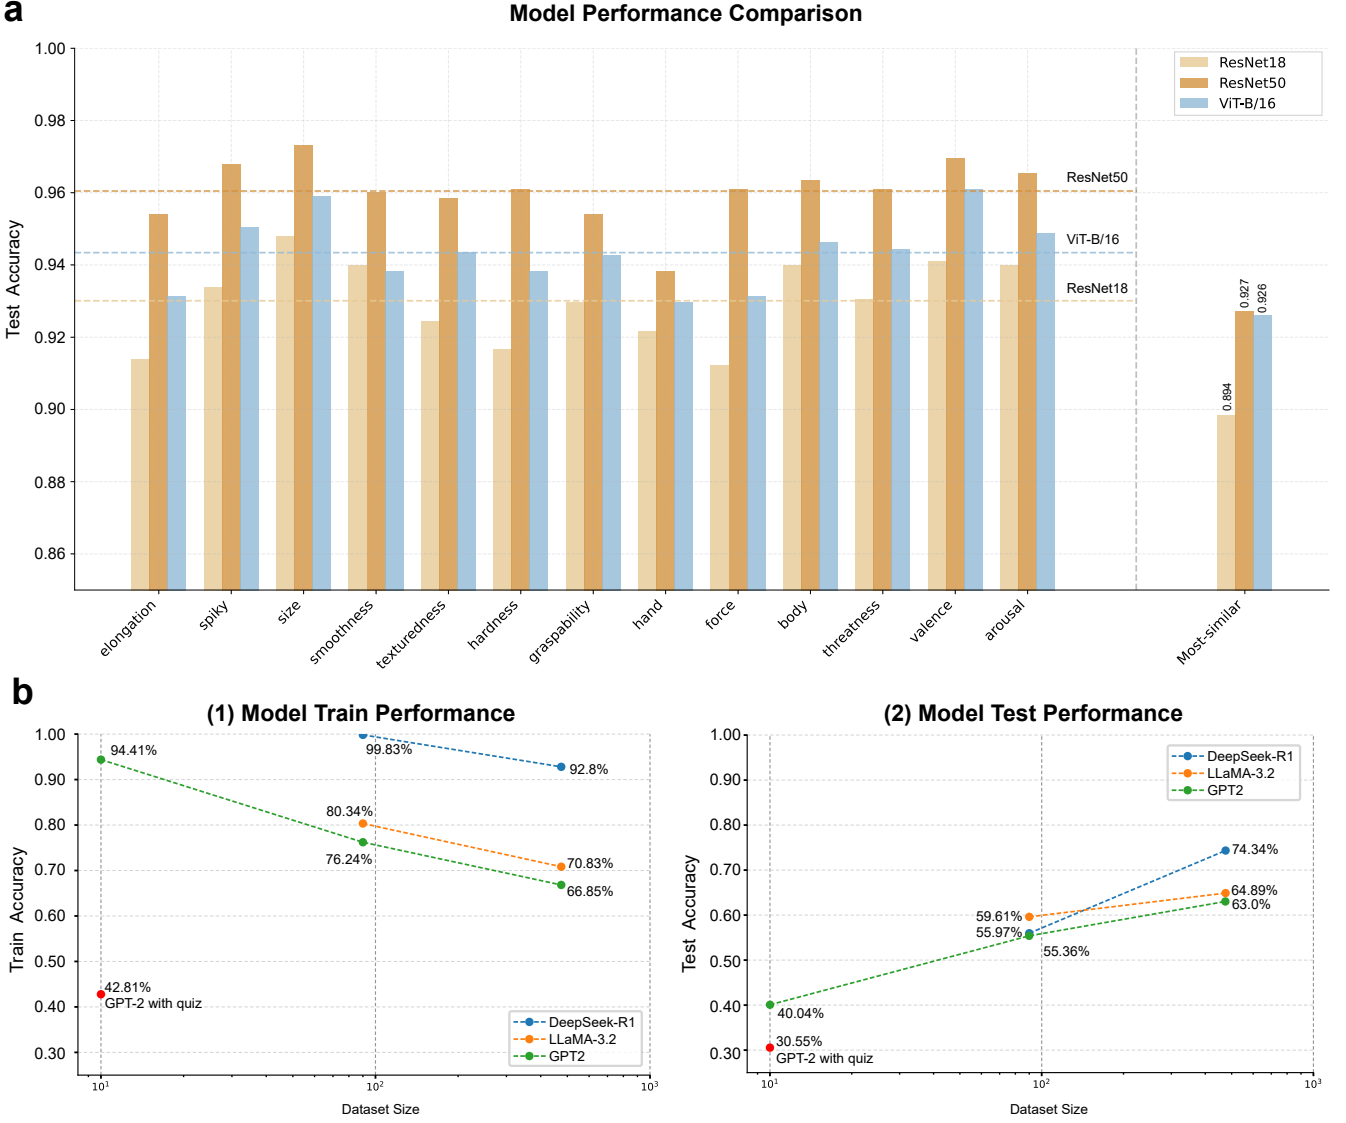 a
Model Performance Comparison
Test Accuracy
1.00
0.98
0.96
0.94
0.92
0.90
0.88
0.86
ResNet18
ResNet50
ViT-B/16
ResNet50
ViT-B/16
ResNet18
0.894
0.927
0.926
elongation
spiky
size
smoothness
texturedness
hardness
graspability
hand
force
body
threatness
valence
arousal
Most-similar
b
(1) Model Train Performance
Train Accuracy
1.00
0.90
0.80
0.70
0.60
0.50
0.40
0.30
94.41%
99.83%
92.8%
80.34%
76.24%
70.83%
66.85%
42.81%
GPT-2 with quiz
DeepSeek-R1
LLaMA-3.2
GPT2
10¹
10²
10³
Dataset Size
(2) Model Test Performance
Test Accuracy
1.00
0.90
0.80
0.70
0.60
0.50
0.40
0.30
DeepSeek-R1
LLaMA-3.2
GPT2
74.34%
64.89%
63.0%
59.61%
55.97%
55.36%
40.04%
30.55%
GPT-2 with quiz
10¹
10²
10³
Dataset Size